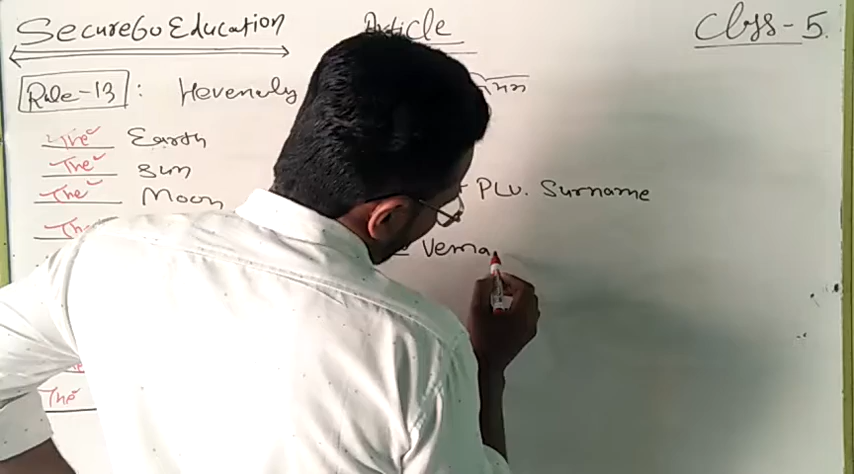 SecureGo Education Article Class-5
Rule-13 : Hevenely
The Earth
The Sun
The Moon
The
Plu. Surname
Verma
The